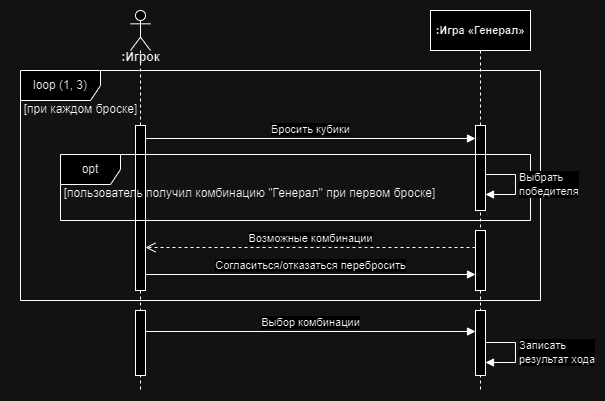 :Игрок
:Игра «Генерал»
loop (1, 3)
[при каждом броске]
Бросить кубики
opt
[пользователь получил комбинацию "Генерал" при первом броске]
Выбрать
победителя
Возможные комбинации
Согласиться/отказаться перебросить
Выбор комбинации
Записать
результат хода